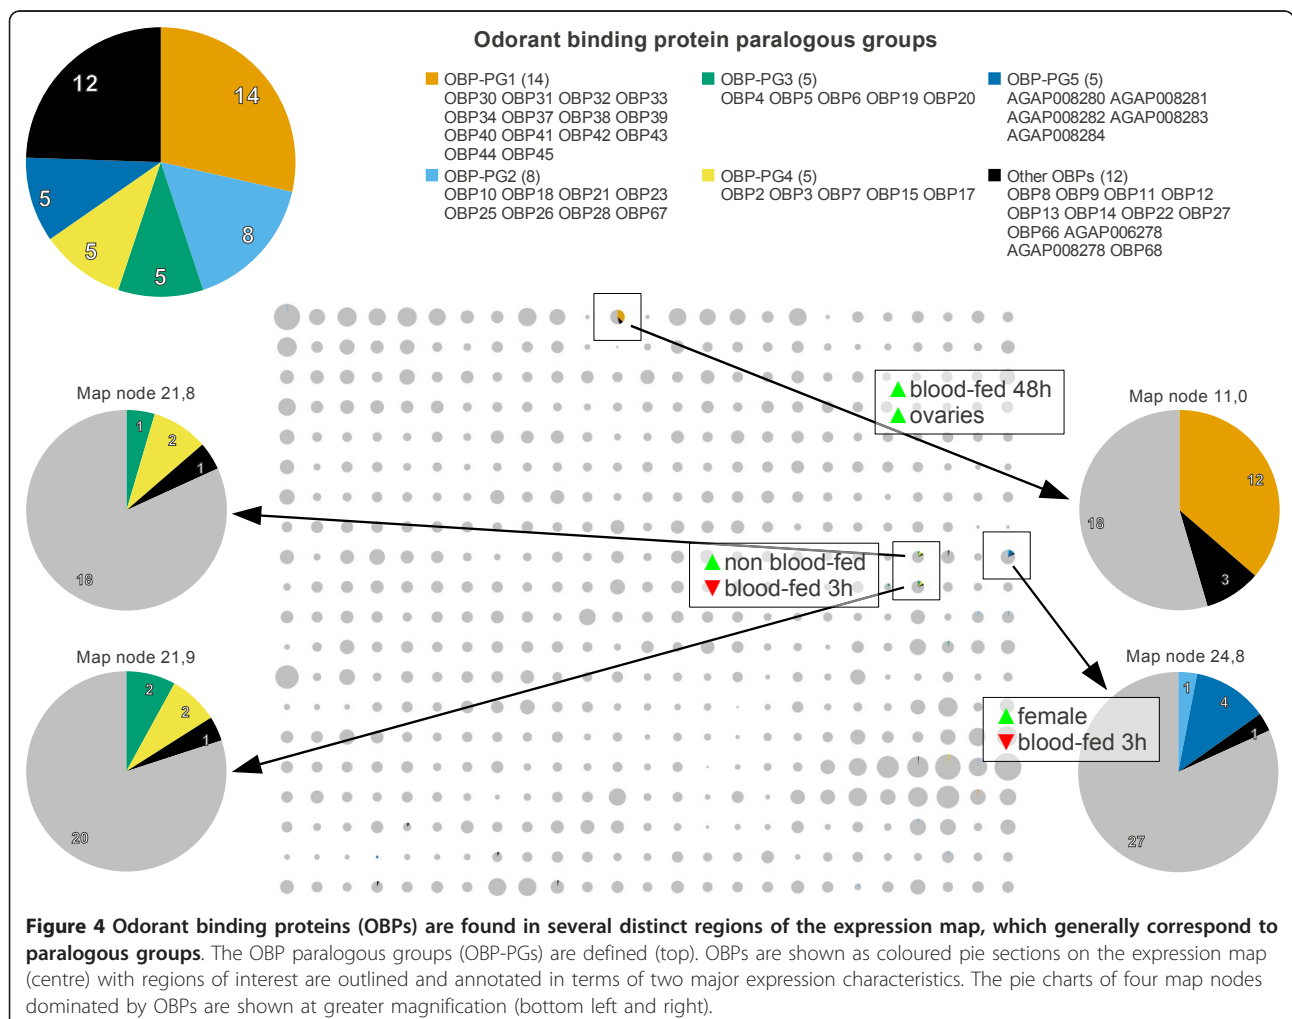 Odorant binding protein paralogous groups
12
14
5
8
5
5
OBP-PG1 (14)
OBP30 OBP31 OBP32 OBP33
OBP34 OBP37 OBP38 OBP39
OBP40 OBP41 OBP42 OBP43
OBP44 OBP45
OBP-PG3 (5)
OBP4 OBP5 OBP6 OBP19 OBP20
OBP-PG5 (5)
AGAP008280 AGAP008281
AGAP008282 AGAP008283
AGAP008284
OBP-PG2 (8)
OBP10 OBP18 OBP21 OBP23
OBP25 OBP26 OBP28 OBP67
OBP-PG4 (5)
OBP2 OBP3 OBP7 OBP15 OBP17
Other OBPs (12)
OBP8 OBP9 OBP11 OBP12
OBP13 OBP14 OBP22 OBP27
OBP66 AGAP006278
AGAP008278 OBP68
Map node 21,8
1
2
1
18
blood-fed 48h
ovaries
Map node 11,0
12
18
3
non blood-fed
blood-fed 3h
Map node 21,9
2
2
1
20
Map node 24,8
1
4
1
27
female
blood-fed 3h
Figure 4 Odorant binding proteins (OBPs) are found in several distinct regions of the expression map, which generally correspond to
paralogous groups. The OBP paralogous groups (OBP-PGs) are defined (top). OBPs are shown as coloured pie sections on the expression map
(centre) with regions of interest are outlined and annotated in terms of two major expression characteristics. The pie charts of four map nodes
dominated by OBPs are shown at greater magnification (bottom left and right).